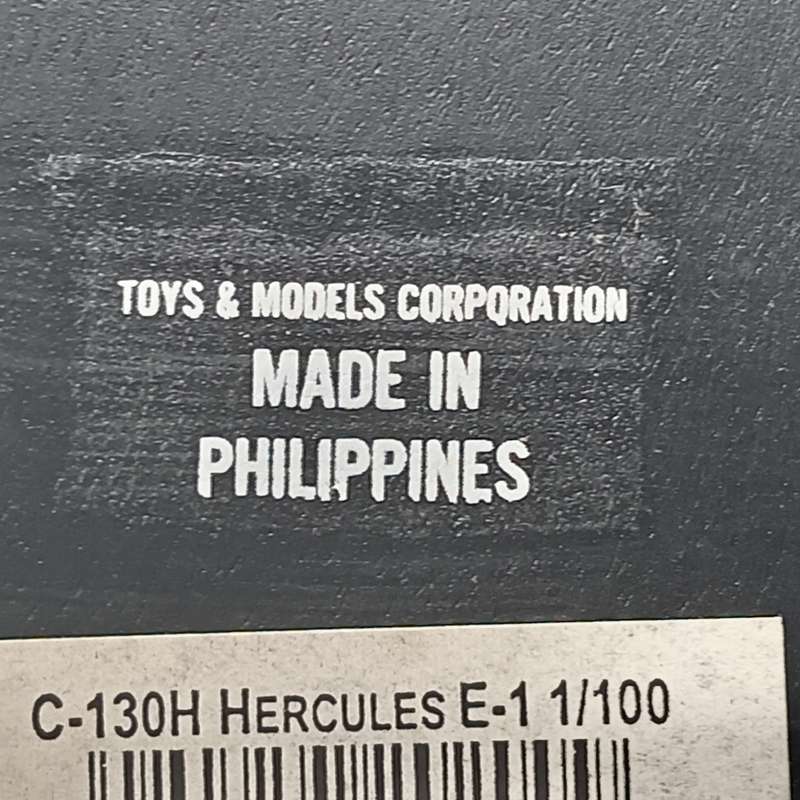 TOYS & MODELS CORPORATION
MADE IN
PHILIPPINES
C-130H HERCULES E-1 1/100